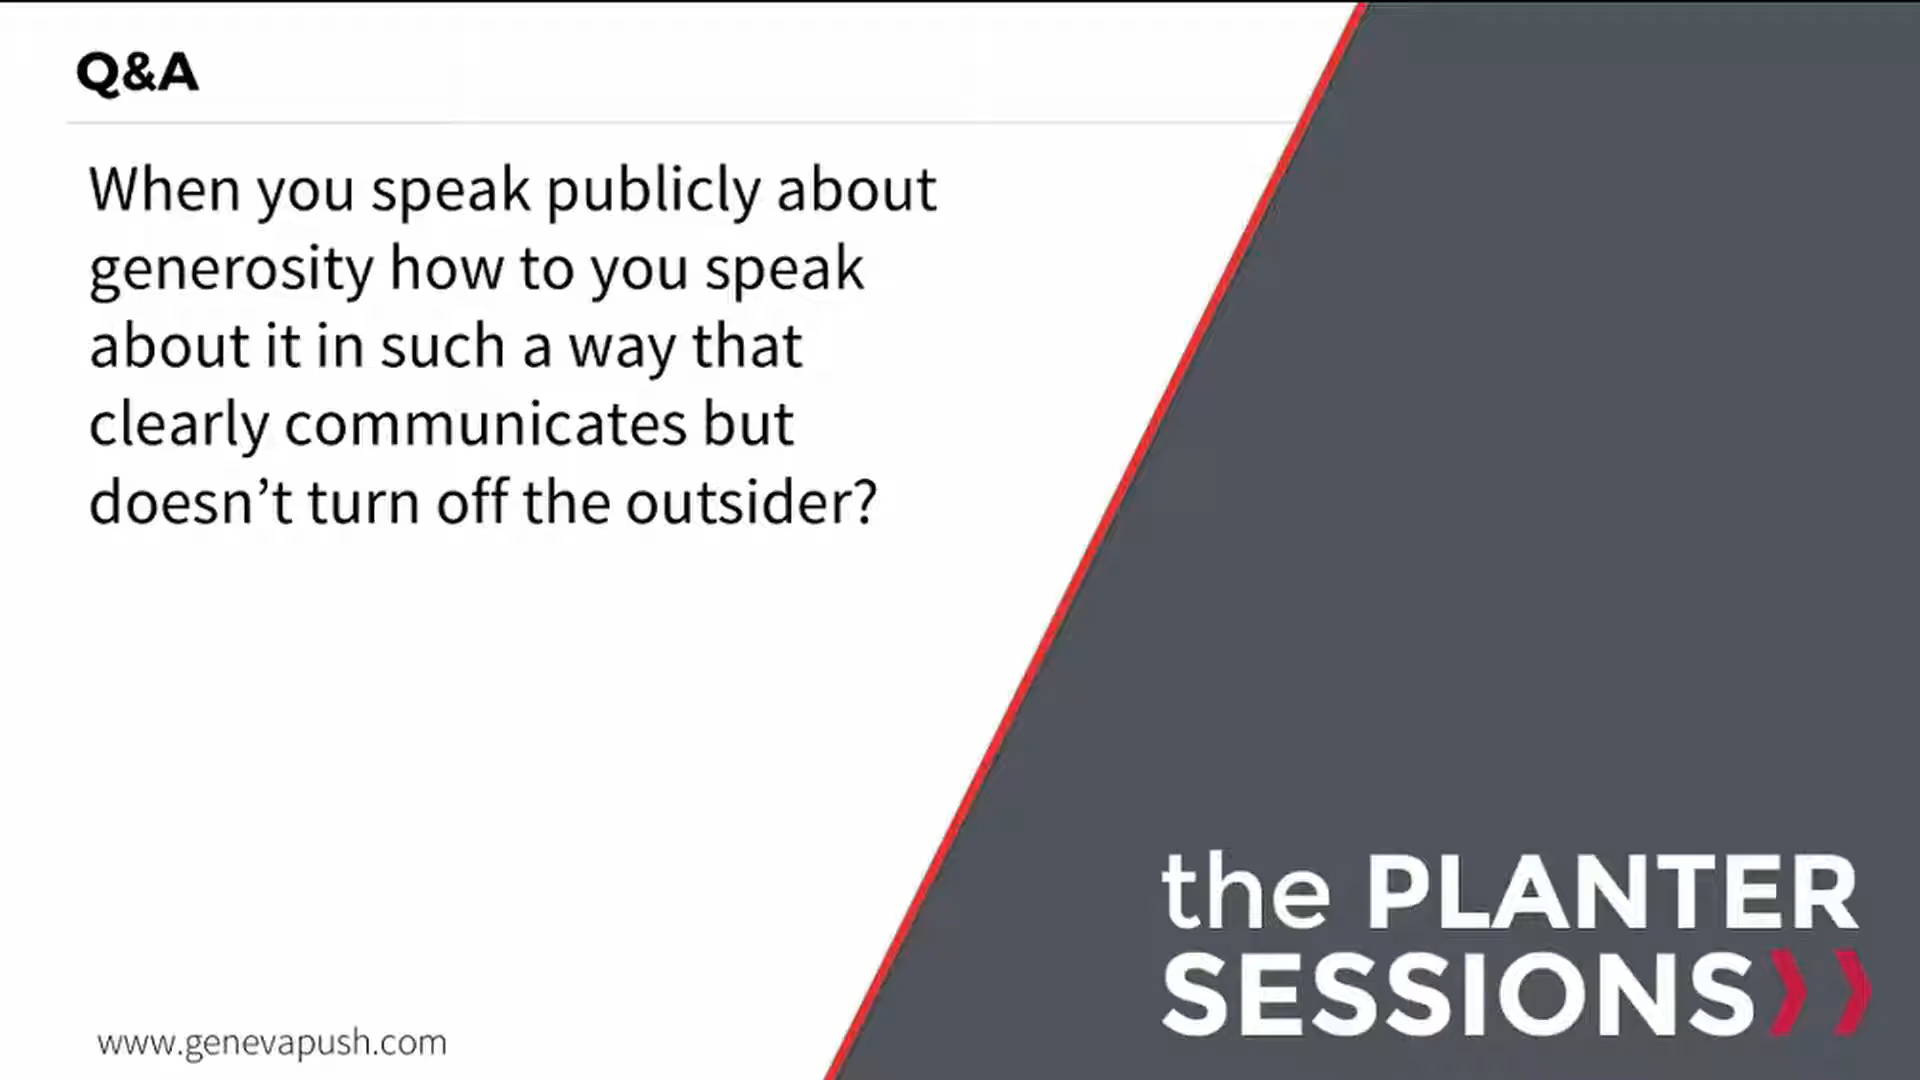 Q&A
When you speak publicly about
generosity how to you speak
about it in such a way that
clearly communicates but
doesn’t turn off the outsider?
the PLANTER
SESSIONS
www.genevapush.com